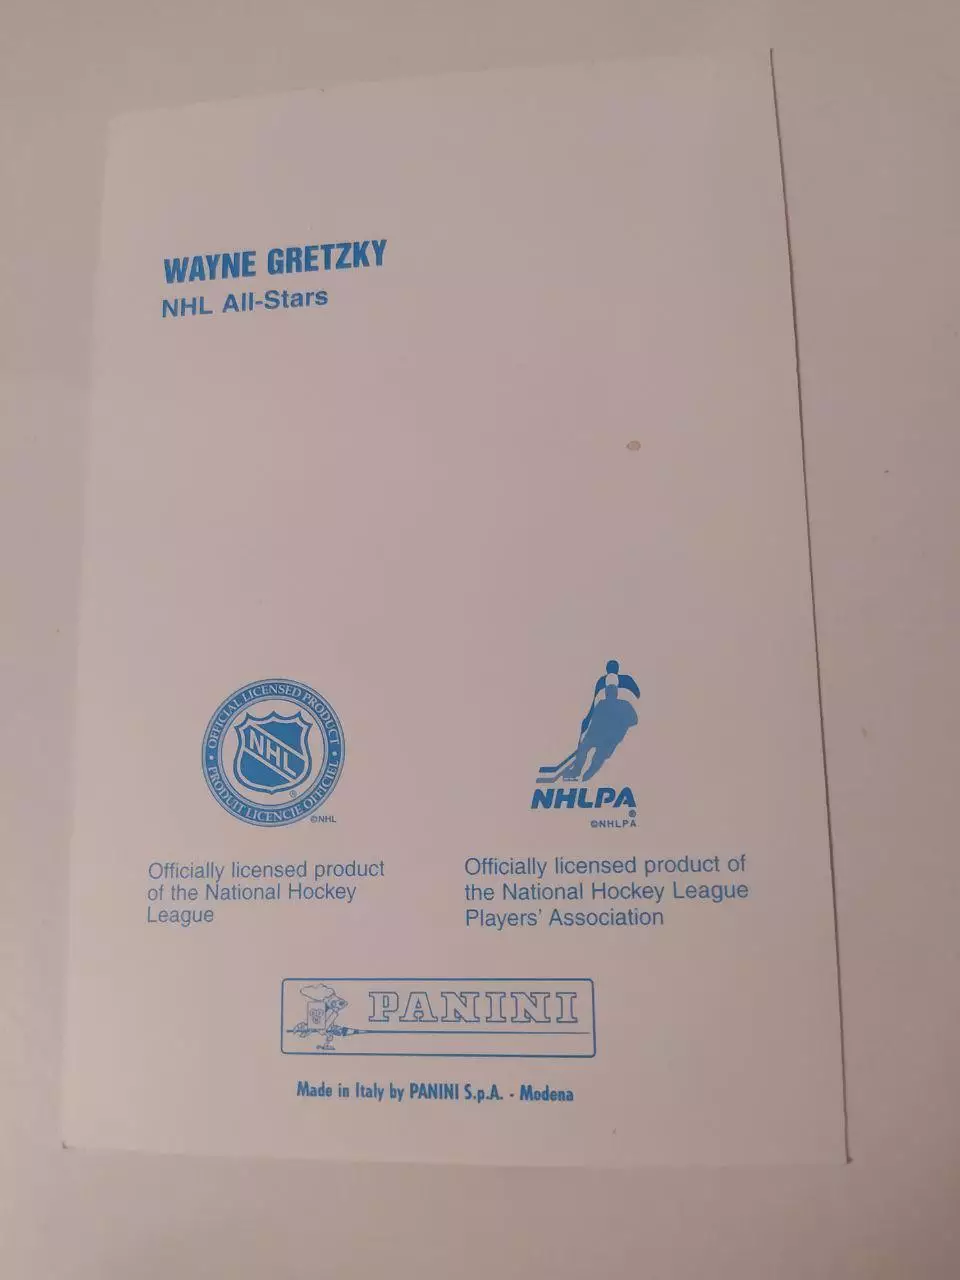 WAYNE GRETZKY
NHL All-Stars
OFFICIAL LICENSED PRODUCT
NHL
®
• PRODUIT LICENCIE OFFICIEL •
©NHL
NHLPA
®
©NHLPA
Officially licensed product
of the National Hockey
League
Officially licensed product of
the National Hockey League
Players' Association
PANINI
Made in Italy by PANINI S.p.A. - Modena